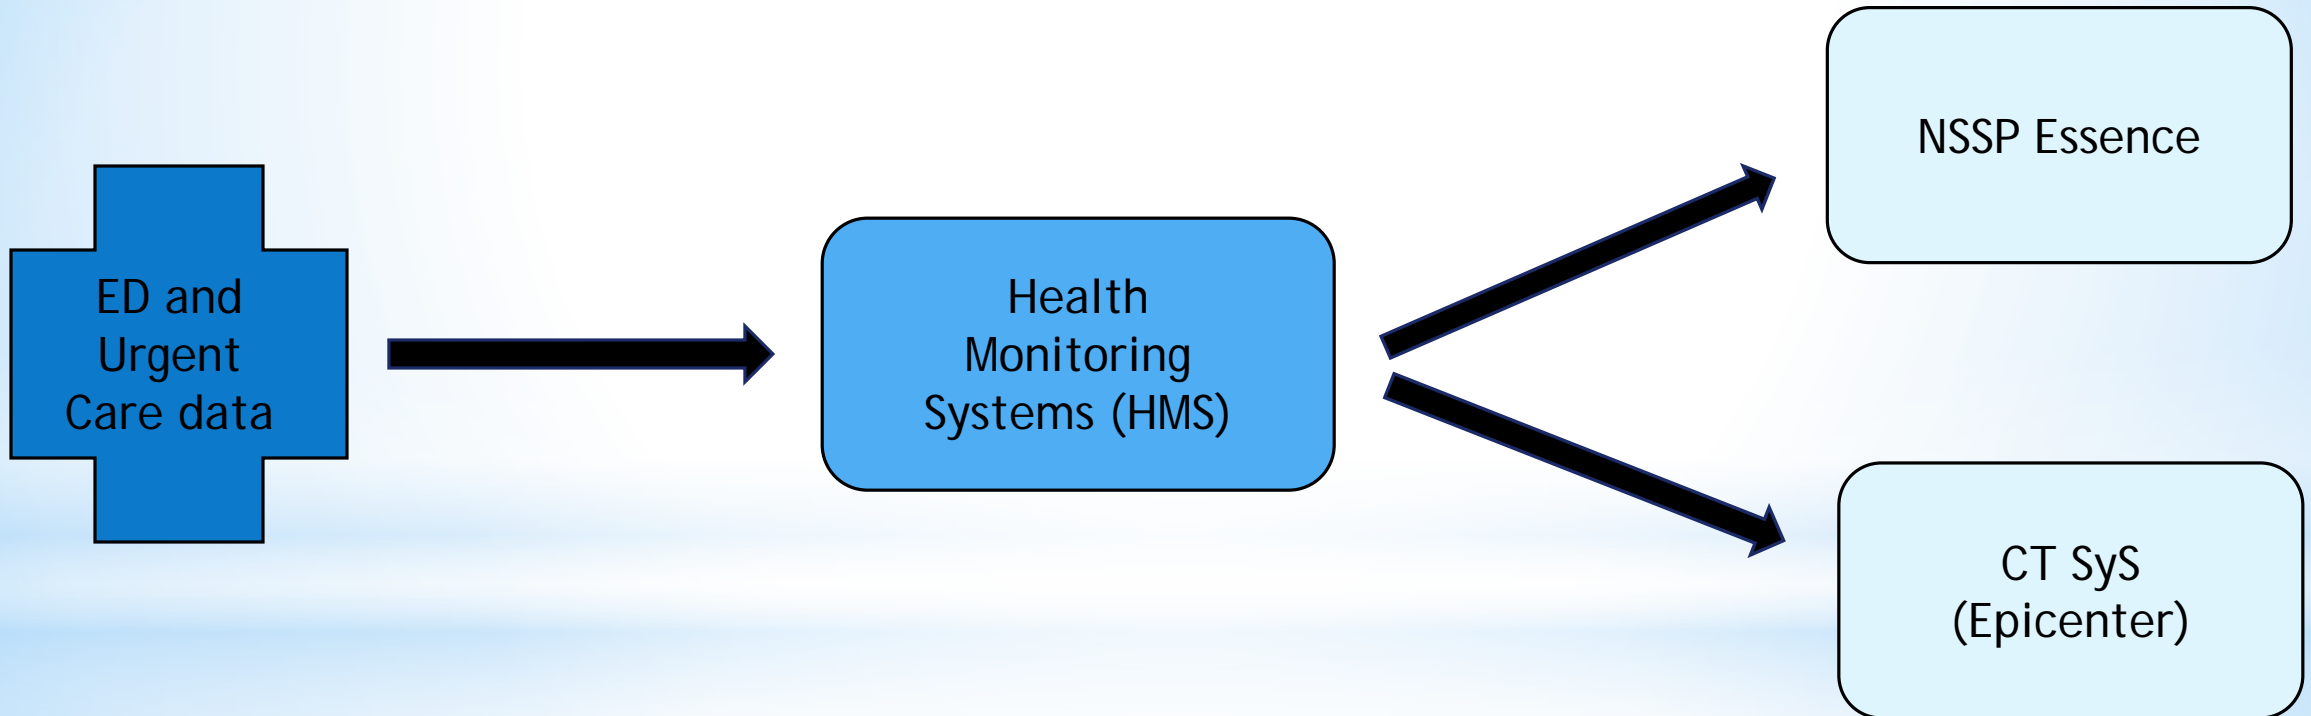 ED and
Urgent
Care data
Health
Monitoring
Systems (HMS)
NSSP Essence
CT SyS
(Epicenter)